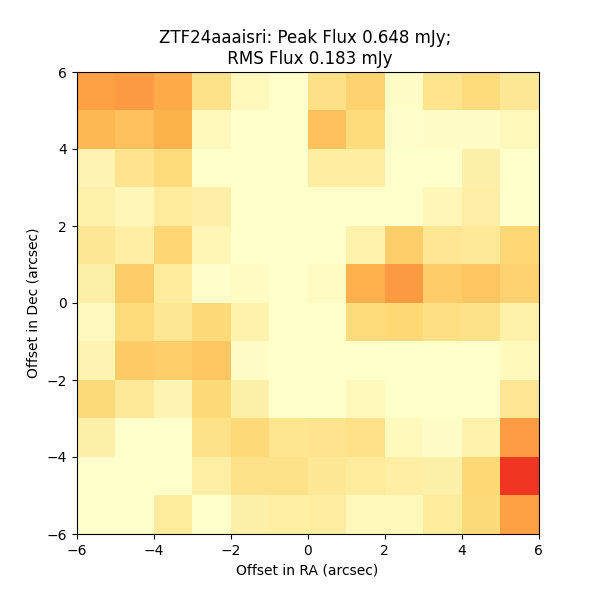 ZTF24aaaisri: Peak Flux 0.648 mJy;
RMS Flux 0.183 mJy
6
4
2
0
−2
−4
−6
Offset in Dec (arcsec)
−6 −4 −2 0 2 4 6
Offset in RA (arcsec)